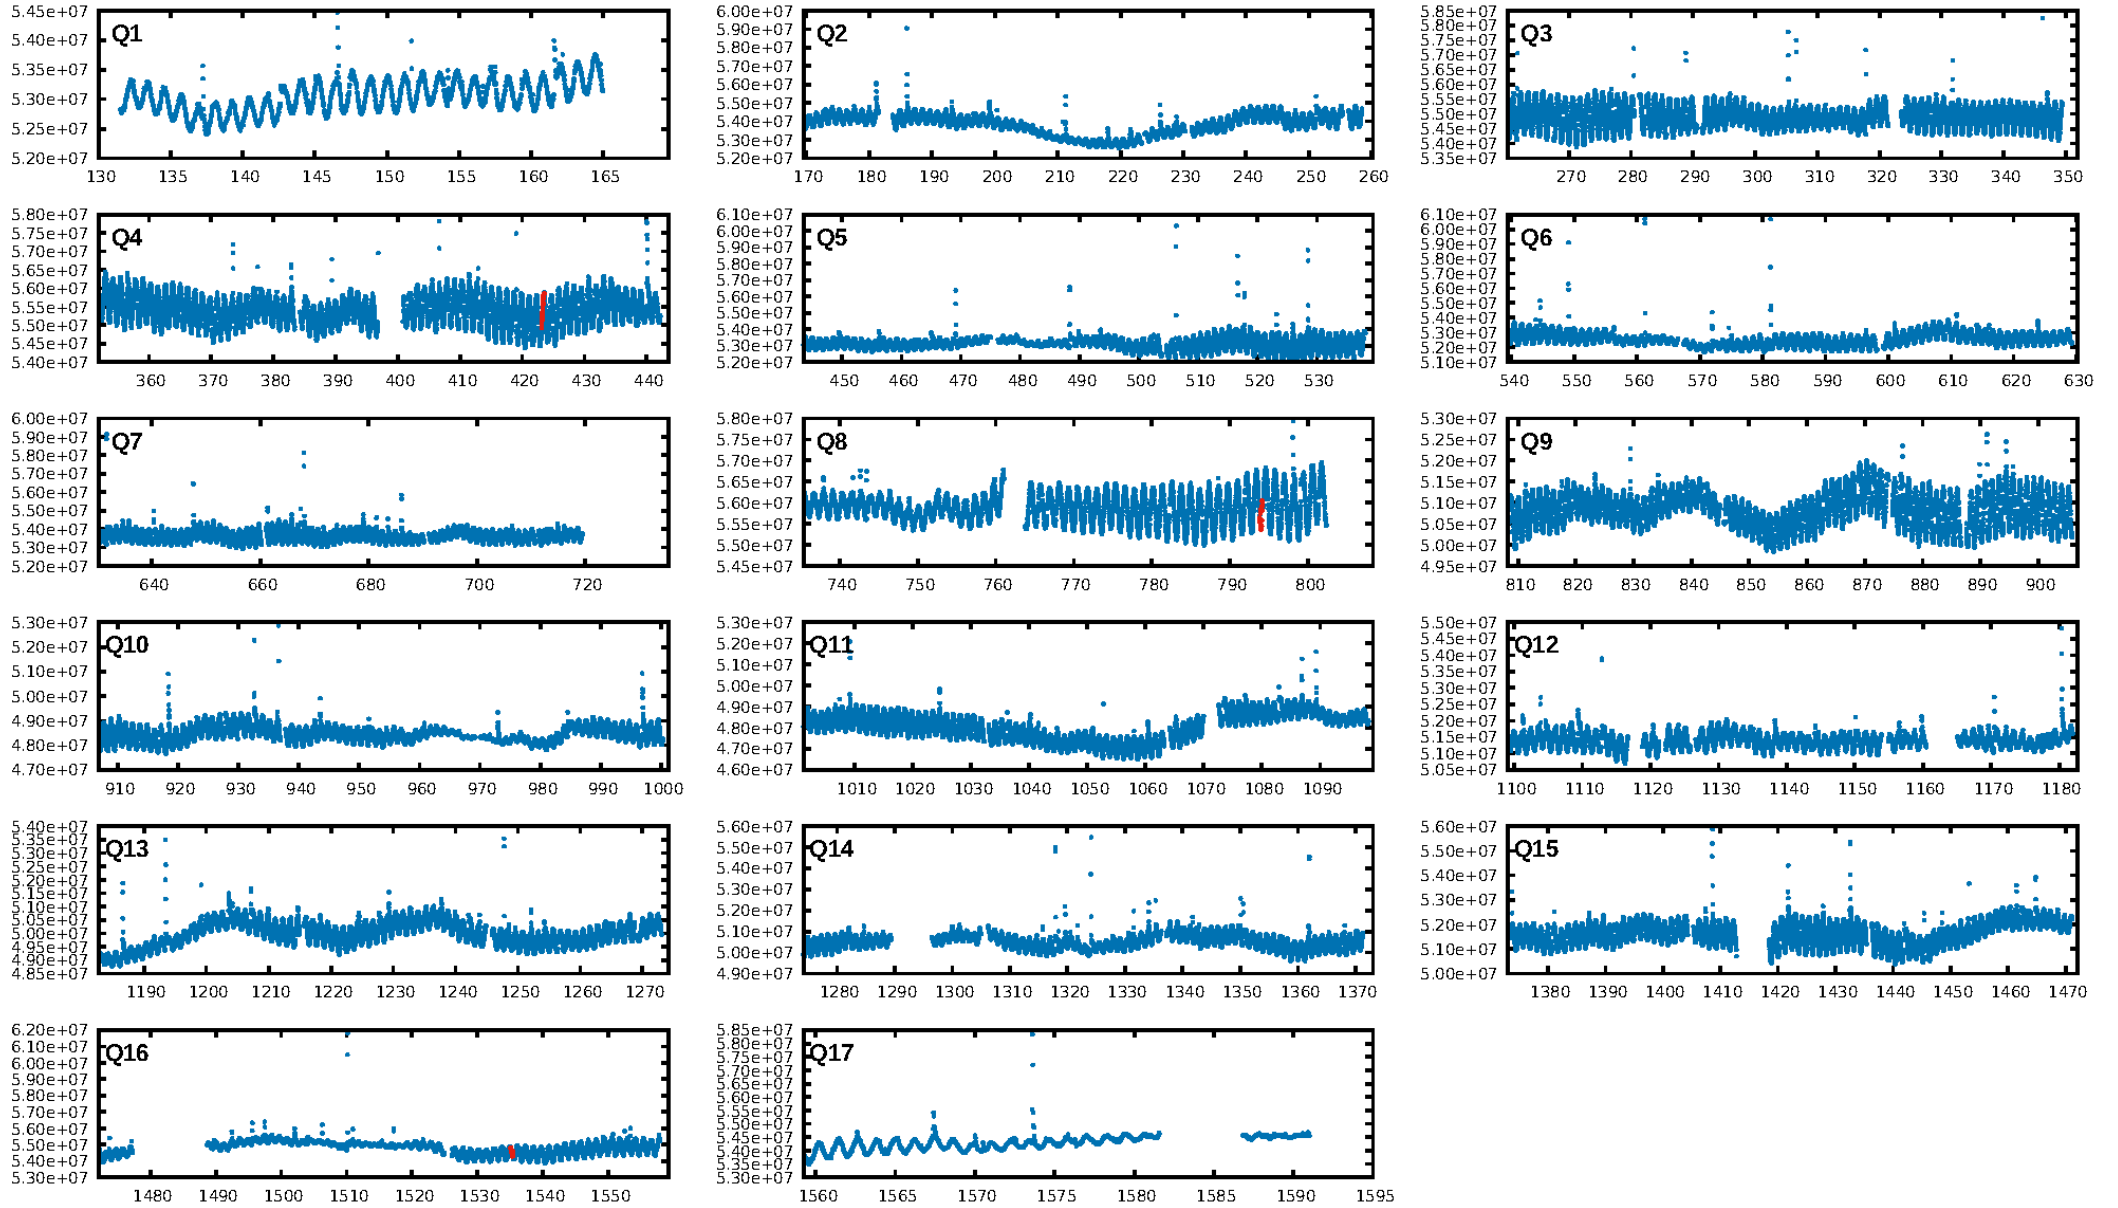 5.45e+07
5.40e+07
5.35e+07
5.30e+07
5.25e+07
5.20e+07
Q1
130 135 140 145 150 155 160 165
6.00e+07
5.90e+07
5.80e+07
5.70e+07
5.60e+07
5.50e+07
5.40e+07
5.30e+07
5.20e+07
Q2
170 180 190 200 210 220 230 240 250 260
5.85e+07
5.80e+07
5.75e+07
5.70e+07
5.65e+07
5.60e+07
5.55e+07
5.50e+07
5.45e+07
5.40e+07
5.35e+07
Q3
270 280 290 300 310 320 330 340 350
5.80e+07
5.75e+07
5.70e+07
5.65e+07
5.60e+07
5.55e+07
5.50e+07
5.45e+07
5.40e+07
Q4
360 370 380 390 400 410 420 430 440
6.10e+07
6.00e+07
5.90e+07
5.80e+07
5.70e+07
5.60e+07
5.50e+07
5.40e+07
5.30e+07
5.20e+07
Q5
450 460 470 480 490 500 510 520 530
6.10e+07
6.00e+07
5.90e+07
5.80e+07
5.70e+07
5.60e+07
5.50e+07
5.40e+07
5.30e+07
5.20e+07
5.10e+07
Q6
540 550 560 570 580 590 600 610 620 630
6.00e+07
5.90e+07
5.80e+07
5.70e+07
5.60e+07
5.50e+07
5.40e+07
5.30e+07
5.20e+07
Q7
640 660 680 700 720
5.80e+07
5.75e+07
5.70e+07
5.65e+07
5.60e+07
5.55e+07
5.50e+07
5.45e+07
Q8
740 750 760 770 780 790 800
5.30e+07
5.25e+07
5.20e+07
5.15e+07
5.10e+07
5.05e+07
5.00e+07
4.95e+07
Q9
810 820 830 840 850 860 870 880 890 900
5.30e+07
5.20e+07
5.10e+07
5.00e+07
4.90e+07
4.80e+07
4.70e+07
Q10
910 920 930 940 950 960 970 980 990 1000
5.30e+07
5.20e+07
5.10e+07
5.00e+07
4.90e+07
4.80e+07
4.70e+07
4.60e+07
Q11
1010 1020 1030 1040 1050 1060 1070 1080 1090
5.50e+07
5.45e+07
5.40e+07
5.35e+07
5.30e+07
5.25e+07
5.20e+07
5.15e+07
5.10e+07
5.05e+07
Q12
1100 1110 1120 1130 1140 1150 1160 1170 1180
5.40e+07
5.35e+07
5.30e+07
5.25e+07
5.20e+07
5.15e+07
5.10e+07
5.05e+07
5.00e+07
4.95e+07
4.90e+07
4.85e+07
Q13
1190 1200 1210 1220 1230 1240 1250 1260 1270
5.60e+07
5.50e+07
5.40e+07
5.30e+07
5.20e+07
5.10e+07
5.00e+07
4.90e+07
Q14
1280 1290 1300 1310 1320 1330 1340 1350 1360 1370
5.60e+07
5.50e+07
5.40e+07
5.30e+07
5.20e+07
5.10e+07
5.00e+07
Q15
1380 1390 1400 1410 1420 1430 1440 1450 1460 1470
6.20e+07
6.10e+07
6.00e+07
5.90e+07
5.80e+07
5.70e+07
5.60e+07
5.50e+07
5.40e+07
5.30e+07
Q16
1480 1490 1500 1510 1520 1530 1540 1550
5.85e+07
5.80e+07
5.75e+07
5.70e+07
5.65e+07
5.60e+07
5.55e+07
5.50e+07
5.45e+07
5.40e+07
5.35e+07
5.30e+07
Q17
1560 1565 1570 1575 1580 1585 1590 1595